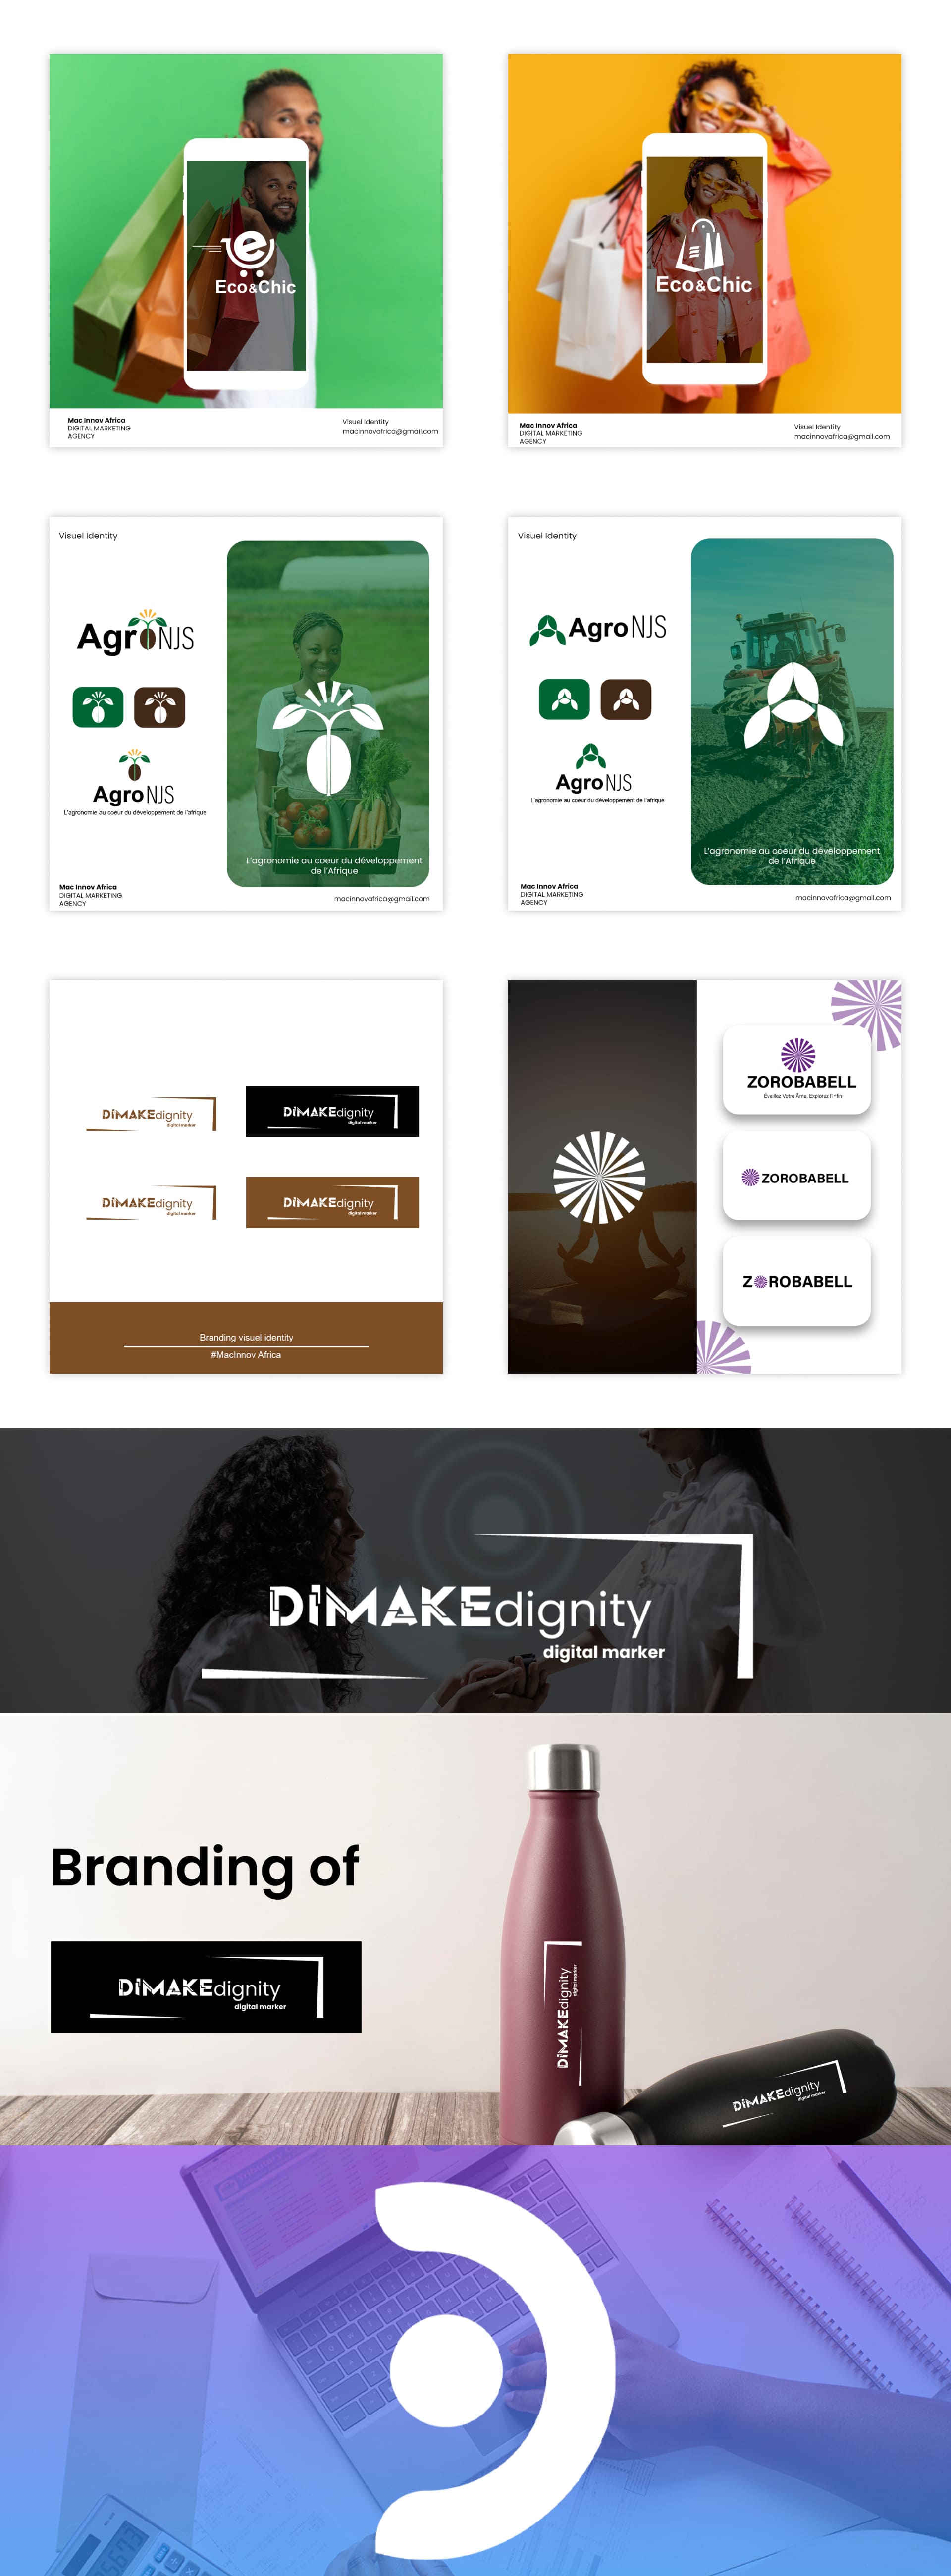 Eco&Chic
Mac Innov Africa
DIGITAL MARKETING
AGENCY
Visuel Identity
macinnovafrica@gmail.com
Eco&Chic
Mac Innov Africa
DIGITAL MARKETING
AGENCY
Visuel Identity
macinnovafrica@gmail.com
Visuel Identity
AgroNJS
AgroNJS
L'agronomie au coeur du développement de l'afrique
L'agronomie au coeur du développement
de l'Afrique
Mac Innov Africa
DIGITAL MARKETING
AGENCY
macinnovafrica@gmail.com
Visuel Identity
AgroNJS
AgroNJS
L'agronomie au coeur du développement de l'afrique
L'agronomie au coeur du développement
de l'Afrique
Mac Innov Africa
DIGITAL MARKETING
AGENCY
macinnovafrica@gmail.com
DiMAKEdignity
digital marker
DiMAKEdignity
digital marker
DiMAKEdignity
digital marker
DiMAKEdignity
digital marker
Branding visuel identity
#MacInnov Africa
ZOROBABELL
Éveillez Votre Âme, Explorez l'Infini
ZOROBABELL
ZOROBABELL
DiMAKEdignity
digital marker
Branding of
DiMAKEdignity
digital marker
DiMAKEdignity
digital marker
DiMAKEdignity
digital marker